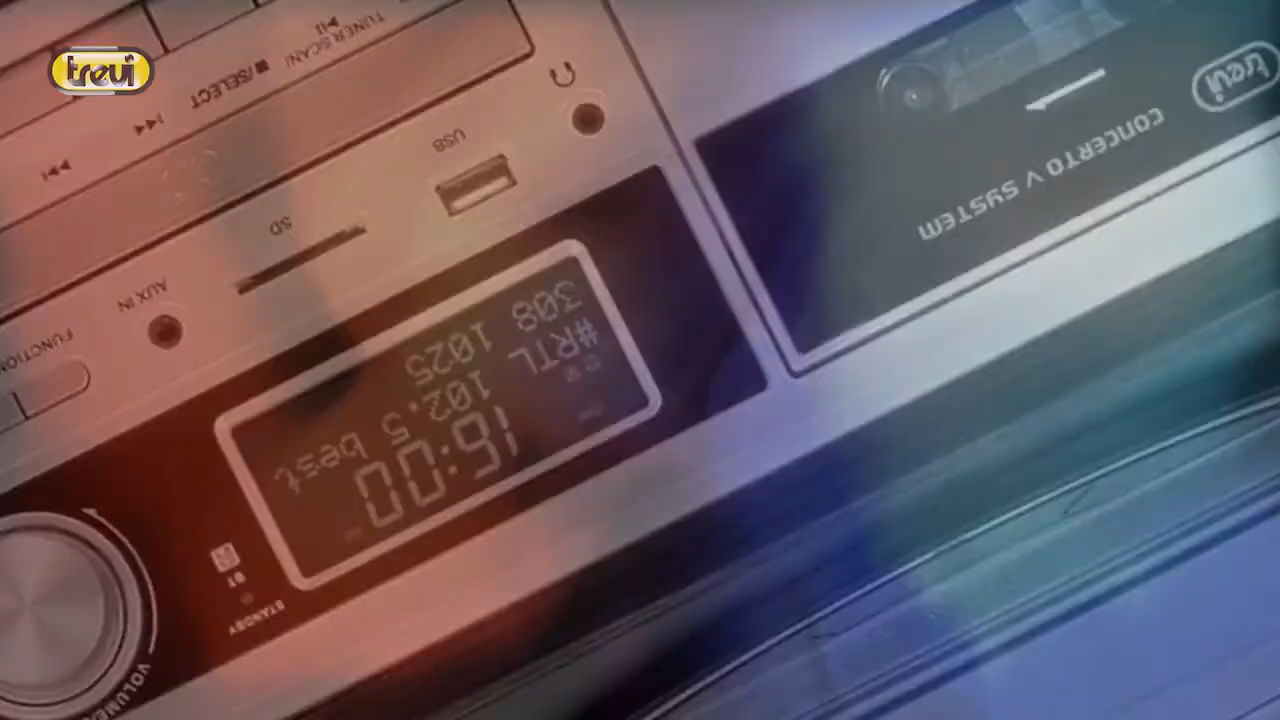 trevi
TUNER SCAN/
■/SELECT
USB
SD
AUX IN
FUNCTION
trevi
CONCERTO V SYSTEM
16:00
102.5 best
#RTL 1025
308
BT
STANDBY
VOLUME